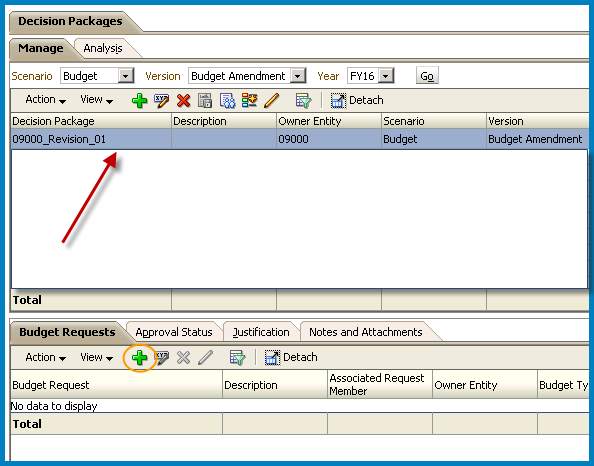 Decision Packages
Manage Analysis
Scenario Budget Version Budget Amendment Year FY16 Go
Action View Detach
Decision Package Description Owner Entity Scenario Version
09000_Revision_01 09000 Budget Budget Amendment
Total
Budget Requests Approval Status Justification Notes and Attachments
Action View Detach
Budget Request Description Associated Request Member Owner Entity Budget Ty
No data to display
Total